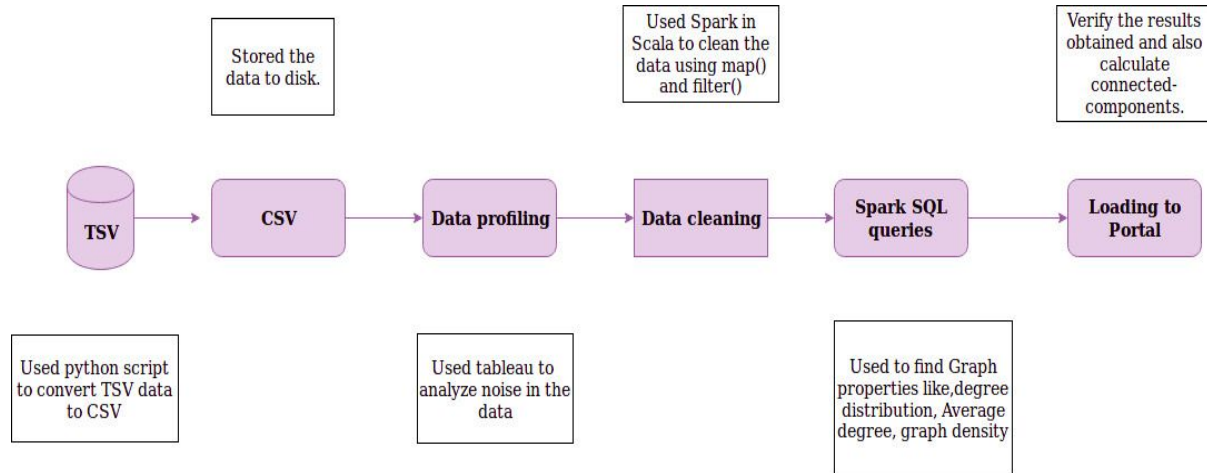 Stored the
data to disk.
Used Spark in
Scala to clean the
data using map()
and filter()
Verify the results
obtained and also
calculate
connected-
components.
TSV
CSV
Data profiling
Data cleaning
Spark SQL
queries
Loading to
Portal
Used python script
to convert TSV data
to CSV
Used tableau to
analyze noise in the
data
Used to find Graph
properties like,degree
distribution, Average
degree, graph density